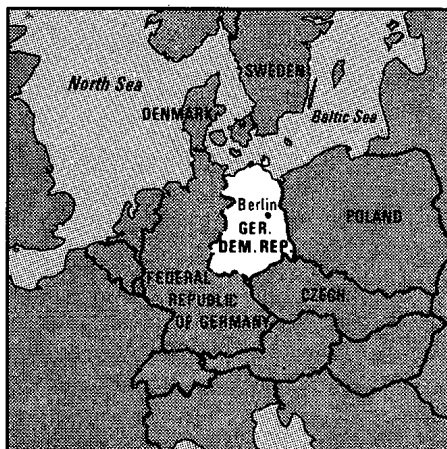 North Sea
SWEDEN
DENMARK
Baltic Sea
Berlin
GER.
DEM. REP.
POLAND
FEDERAL
REPUBLIC
OF GERMANY
CZECH.